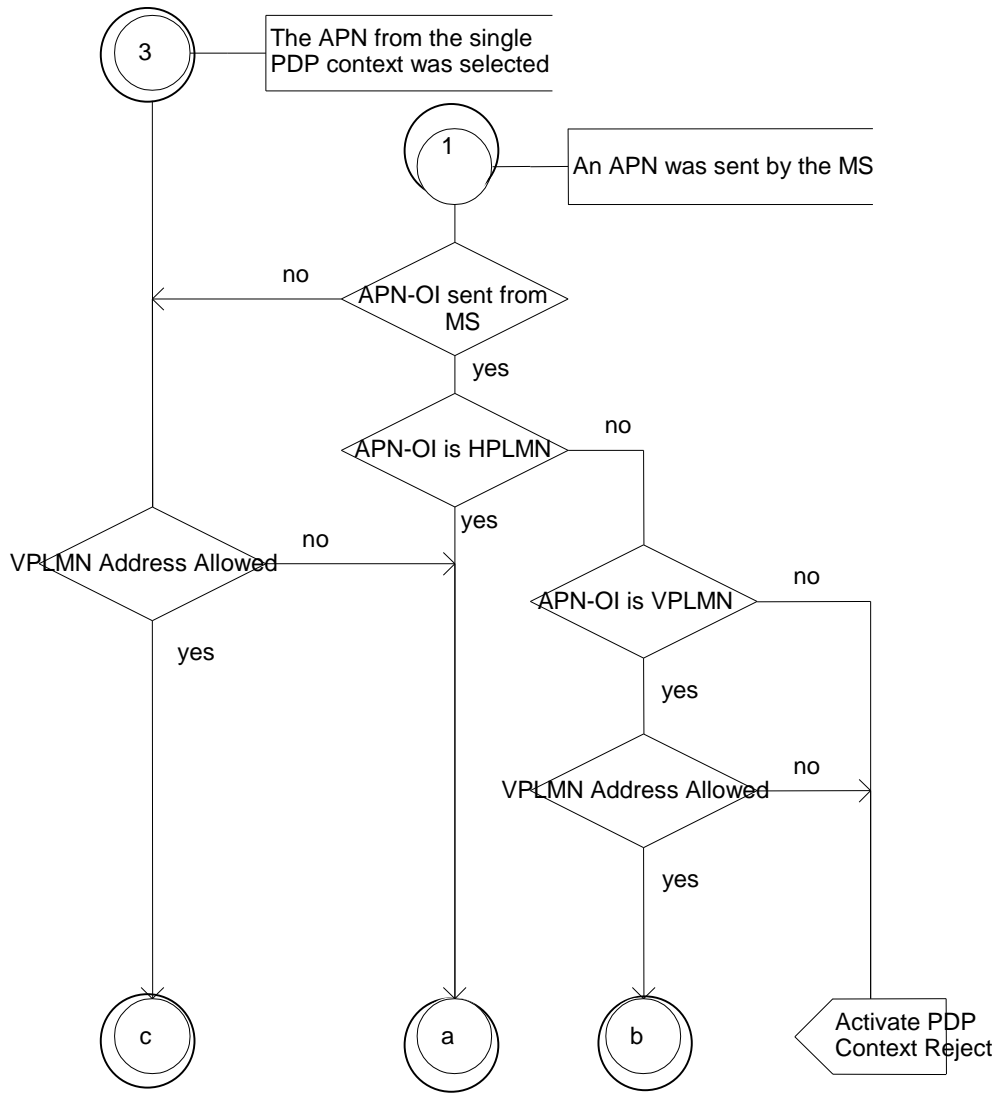 3
The APN from the single
PDP context was selected
1
An APN was sent by the MS
no
APN-OI sent from
MS
yes
APN-OI is HPLMN
no
yes
VPLMN Address Allowed
no
APN-OI is VPLMN
no
yes
yes
VPLMN Address Allowed
no
yes
c
a
b
Activate PDP
Context Reject